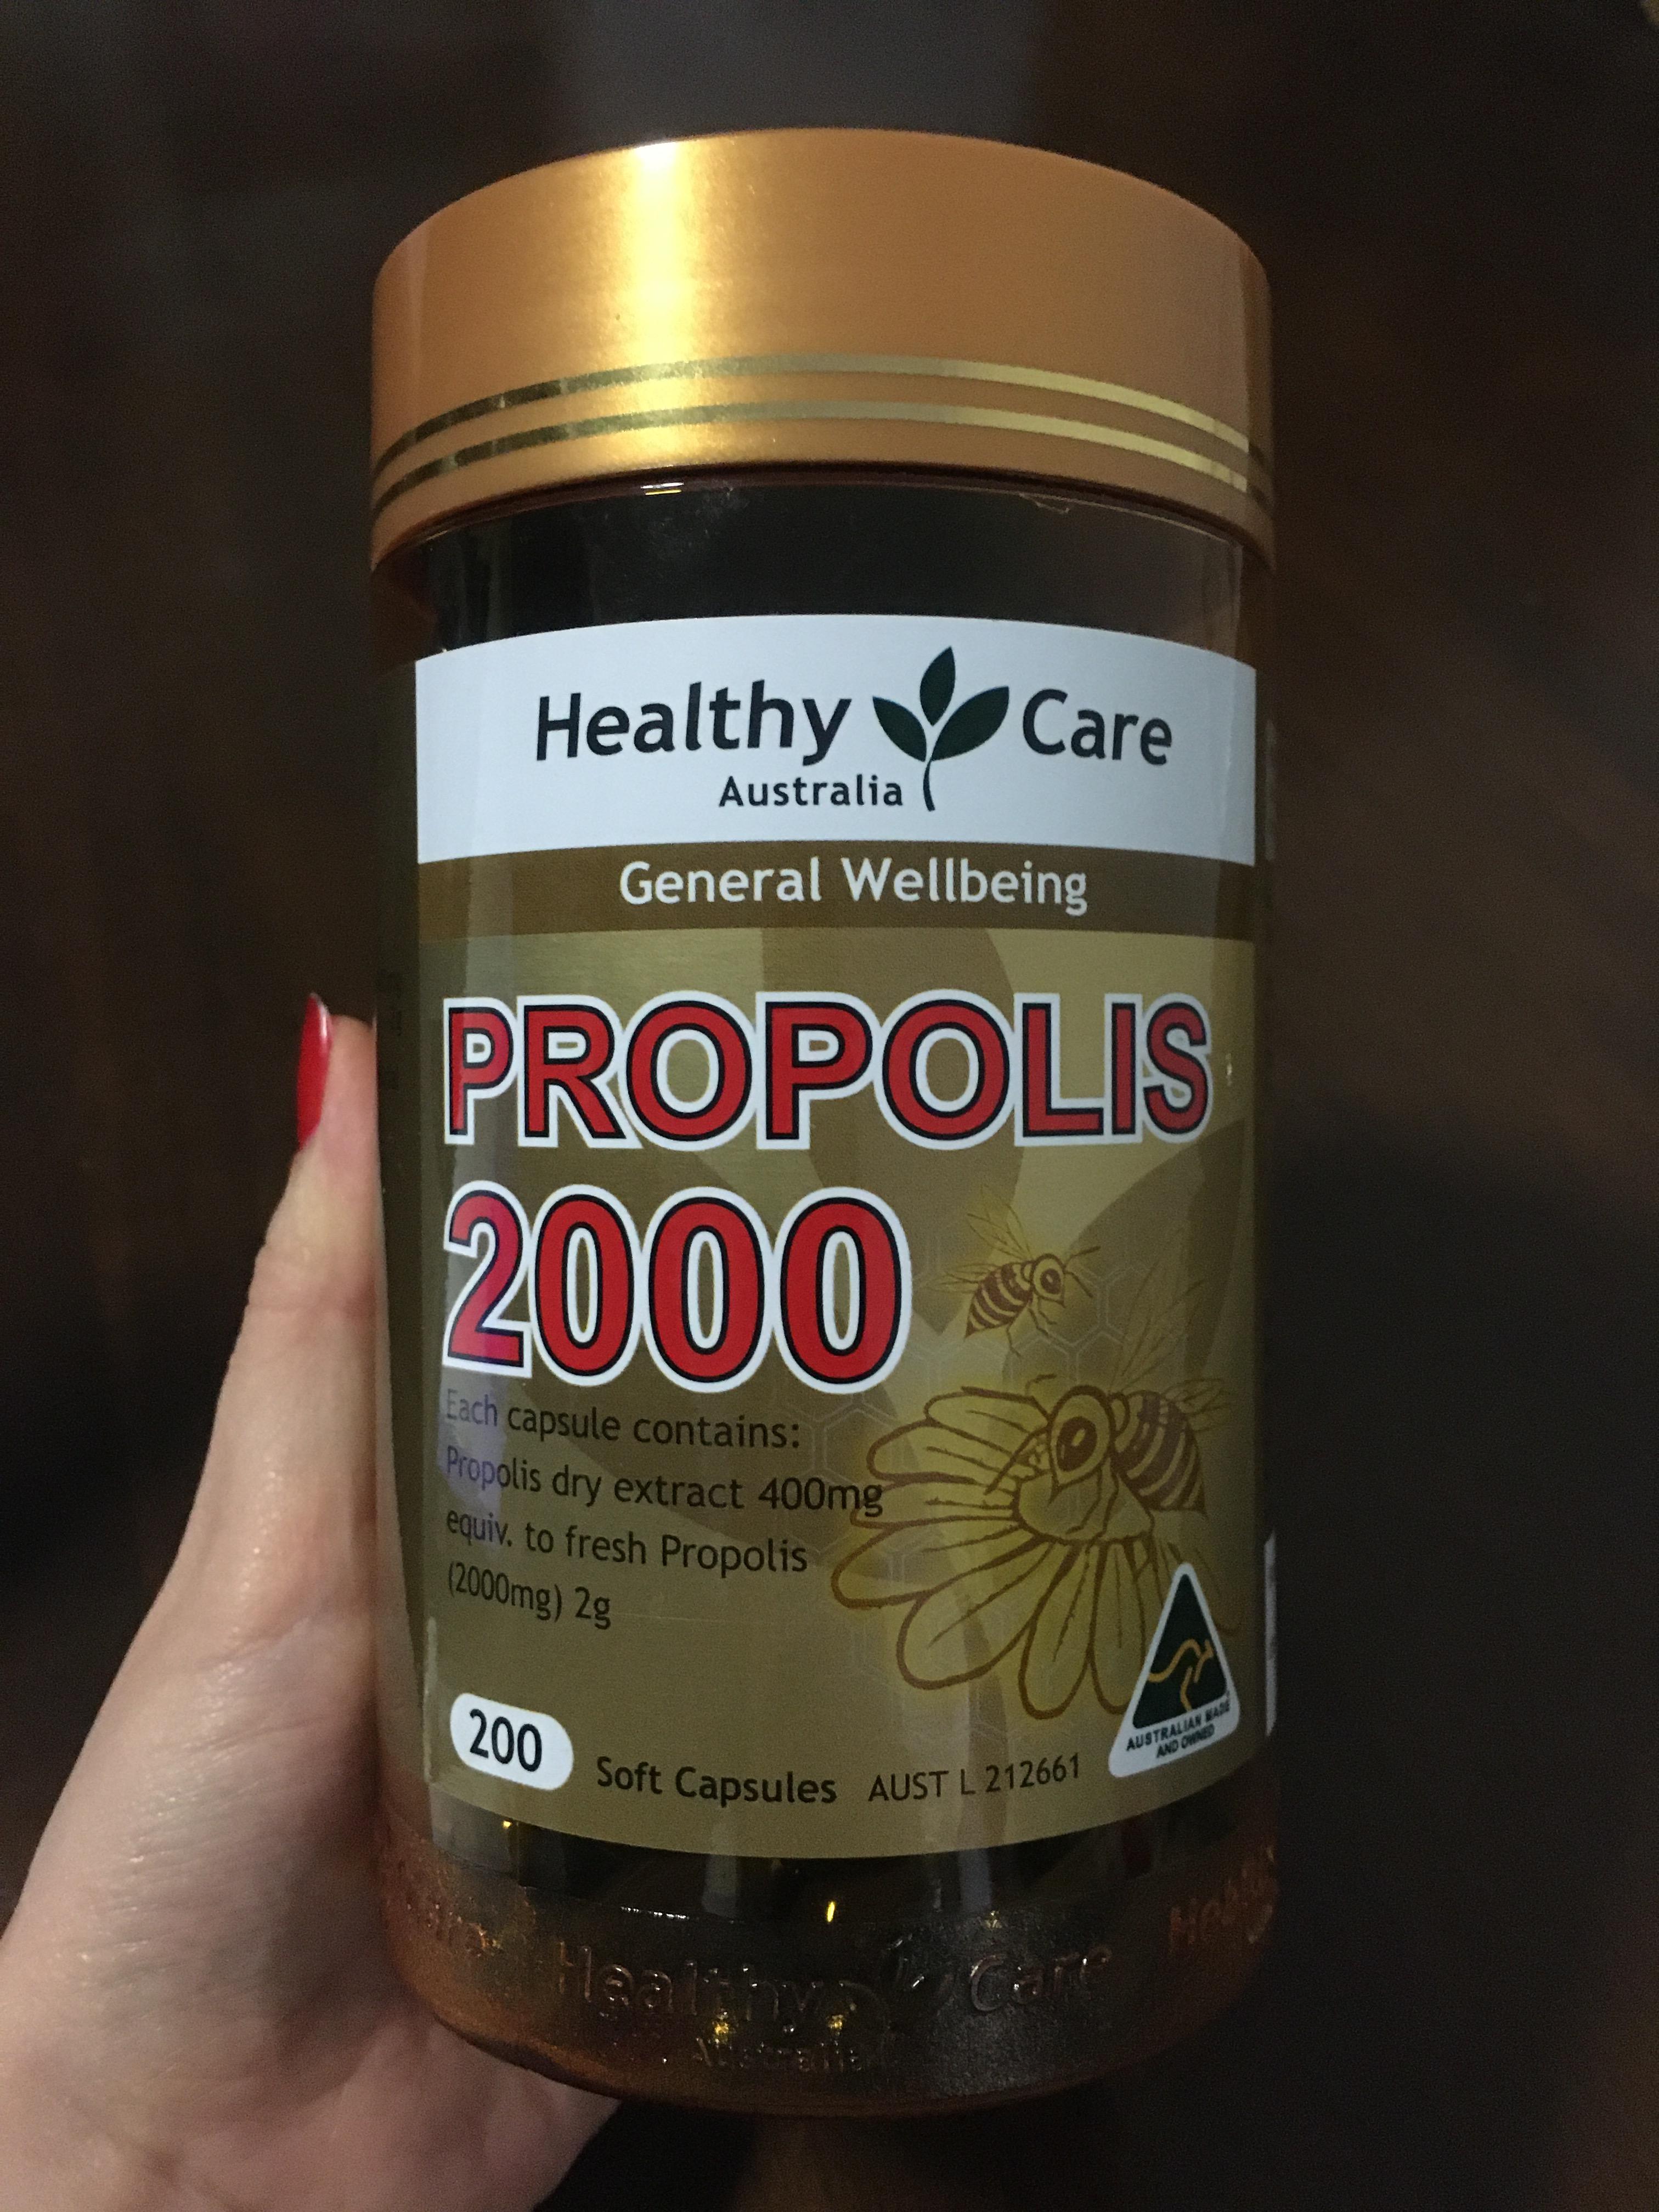 Healthy Care
Australia
General Wellbeing
PROPOLIS
2000
Each capsule contains:
Propolis dry extract 400mg
equiv. to fresh Propolis
(2000mg) 2g
200 Soft Capsules AUST L 212661
AUSTRALIAN MADE
AND OWNED
Healthy Care
Australia